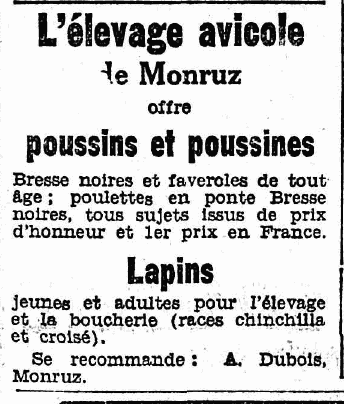 L'élevage avicole
de Monruz
offre
poussins et poussines
Bresse noires et faveroles de tout
âge ; poulettes en ponte Bresse
noires, tous sujets issus de prix
d'honneur et 1er prix en France.
Lapins
jeunes et adultes pour l'élevage
et la boucherie (races chinchilla
et croisé).
Se recommande : A. Dubois,
Monruz.